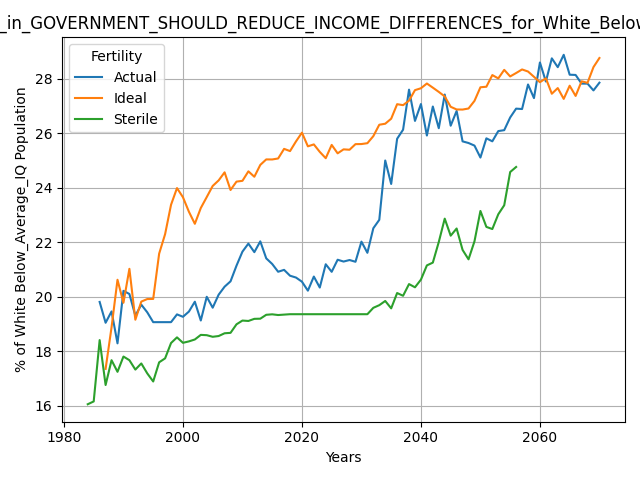 _in_GOVERNMENT_SHOULD_REDUCE_INCOME_DIFFERENCES_for_White_Below
Fertility
Actual
Ideal
Sterile
% of White Below_Average_IQ Population
28
26
24
22
20
18
16
1980
2000
2020
2040
2060
Years